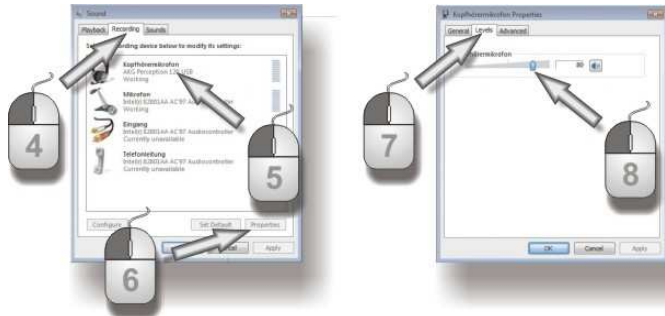 Sound
Playback Recording Sounds
recording device below to modify its settings:
Kopfhörermikrofon
AKG Perception 120 USB
Working
Mikrofon
Intel(r) 82801AA AC'97
Working
Eingang
Intel(r) 82801AA AC'97 Audiocontroller
Currently unavailable
Telefonleitung
Intel(r) 82801AA AC'97 Audiocontroller
Currently unavailable
Configure Set Default Properties
Apply
4
5
6
Kopfhörermikrofon Properties
General Levels Advanced
80
OK Cancel Apply
7
8